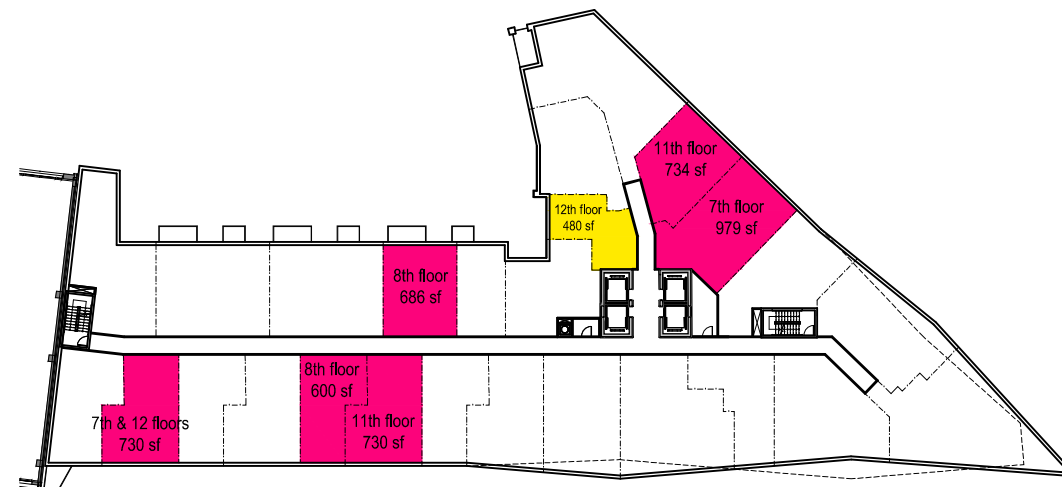 11th floor
734 sf
7th floor
979 sf
12th floor
480 sf
8th floor
686 sf
8th floor
600 sf
7th & 12 floors
730 sf
11th floor
730 sf